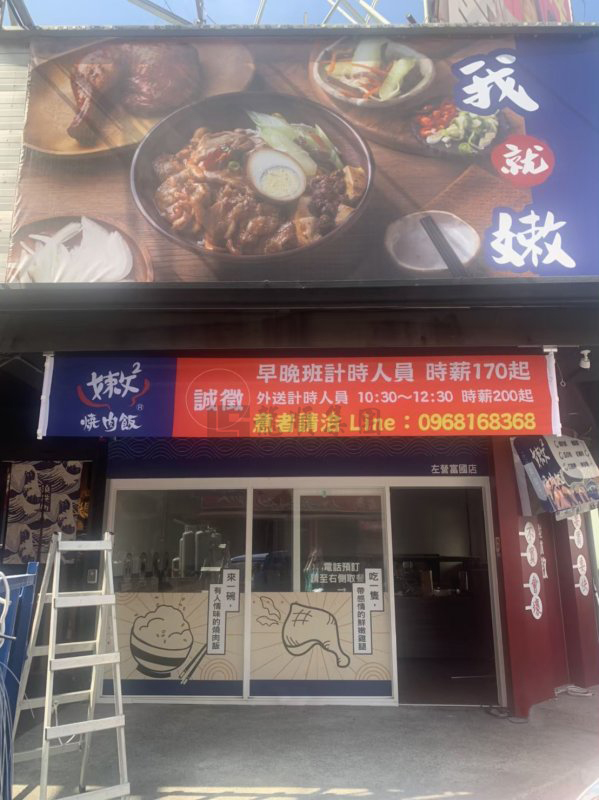 我
就
嫩
嫩2
燒肉飯
誠徵
早晚班計時人員 時薪170起
外送計時人員 10:30~12:30 時薪200起
意者請洽 Line：0968168368
左營富國店
電話預訂
請至右側取餐
來一碗，
有人情味的燒肉飯
吃一隻，
帶感情的鮮嫩雞腿